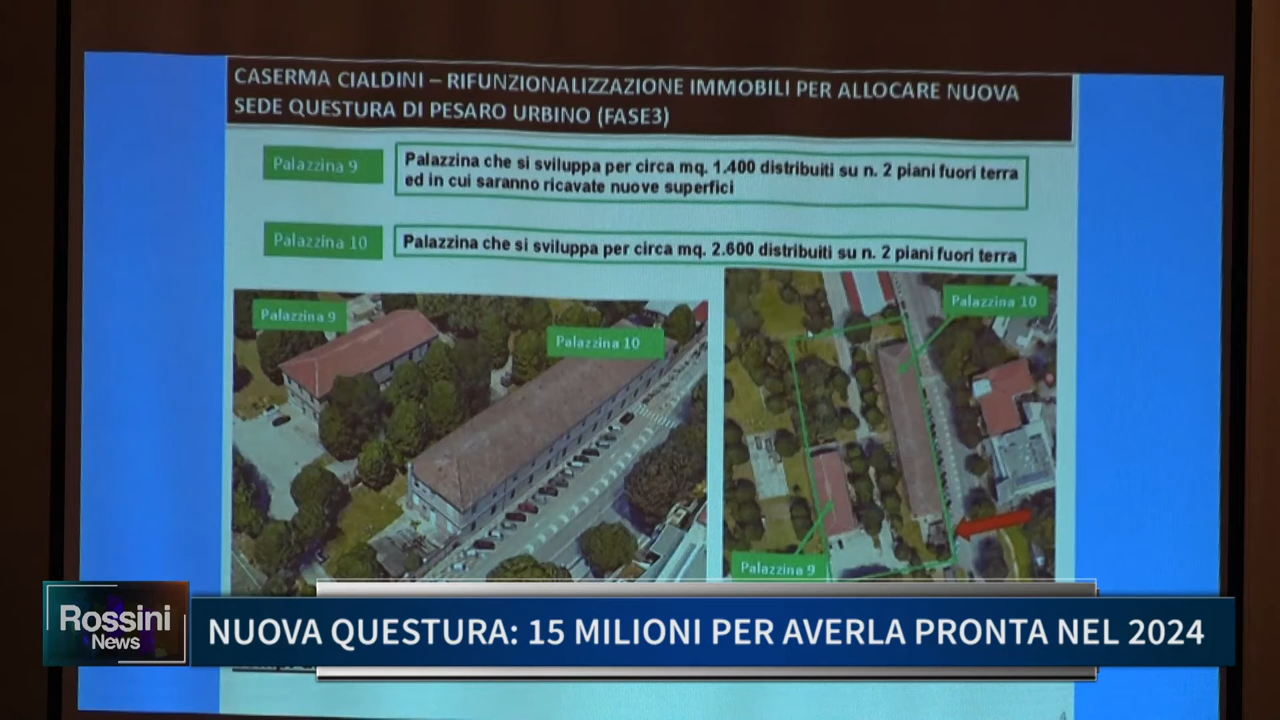 CASERMA CIALDINI – RIFUNZIONALIZZAZIONE IMMOBILI PER ALLOCARE NUOVA
SEDE QUESTURA DI PESARO URBINO (FASE3)
Palazzina 9
Palazzina che si sviluppa per circa mq. 1.400 distribuiti su n. 2 piani fuori terra
ed in cui saranno ricavate nuove superfici
Palazzina 10
Palazzina che si sviluppa per circa mq. 2.600 distribuiti su n. 2 piani fuori terra
Palazzina 9
Palazzina 10
Palazzina 10
Palazzina 9
Rossini
News
NUOVA QUESTURA: 15 MILIONI PER AVERLA PRONTA NEL 2024